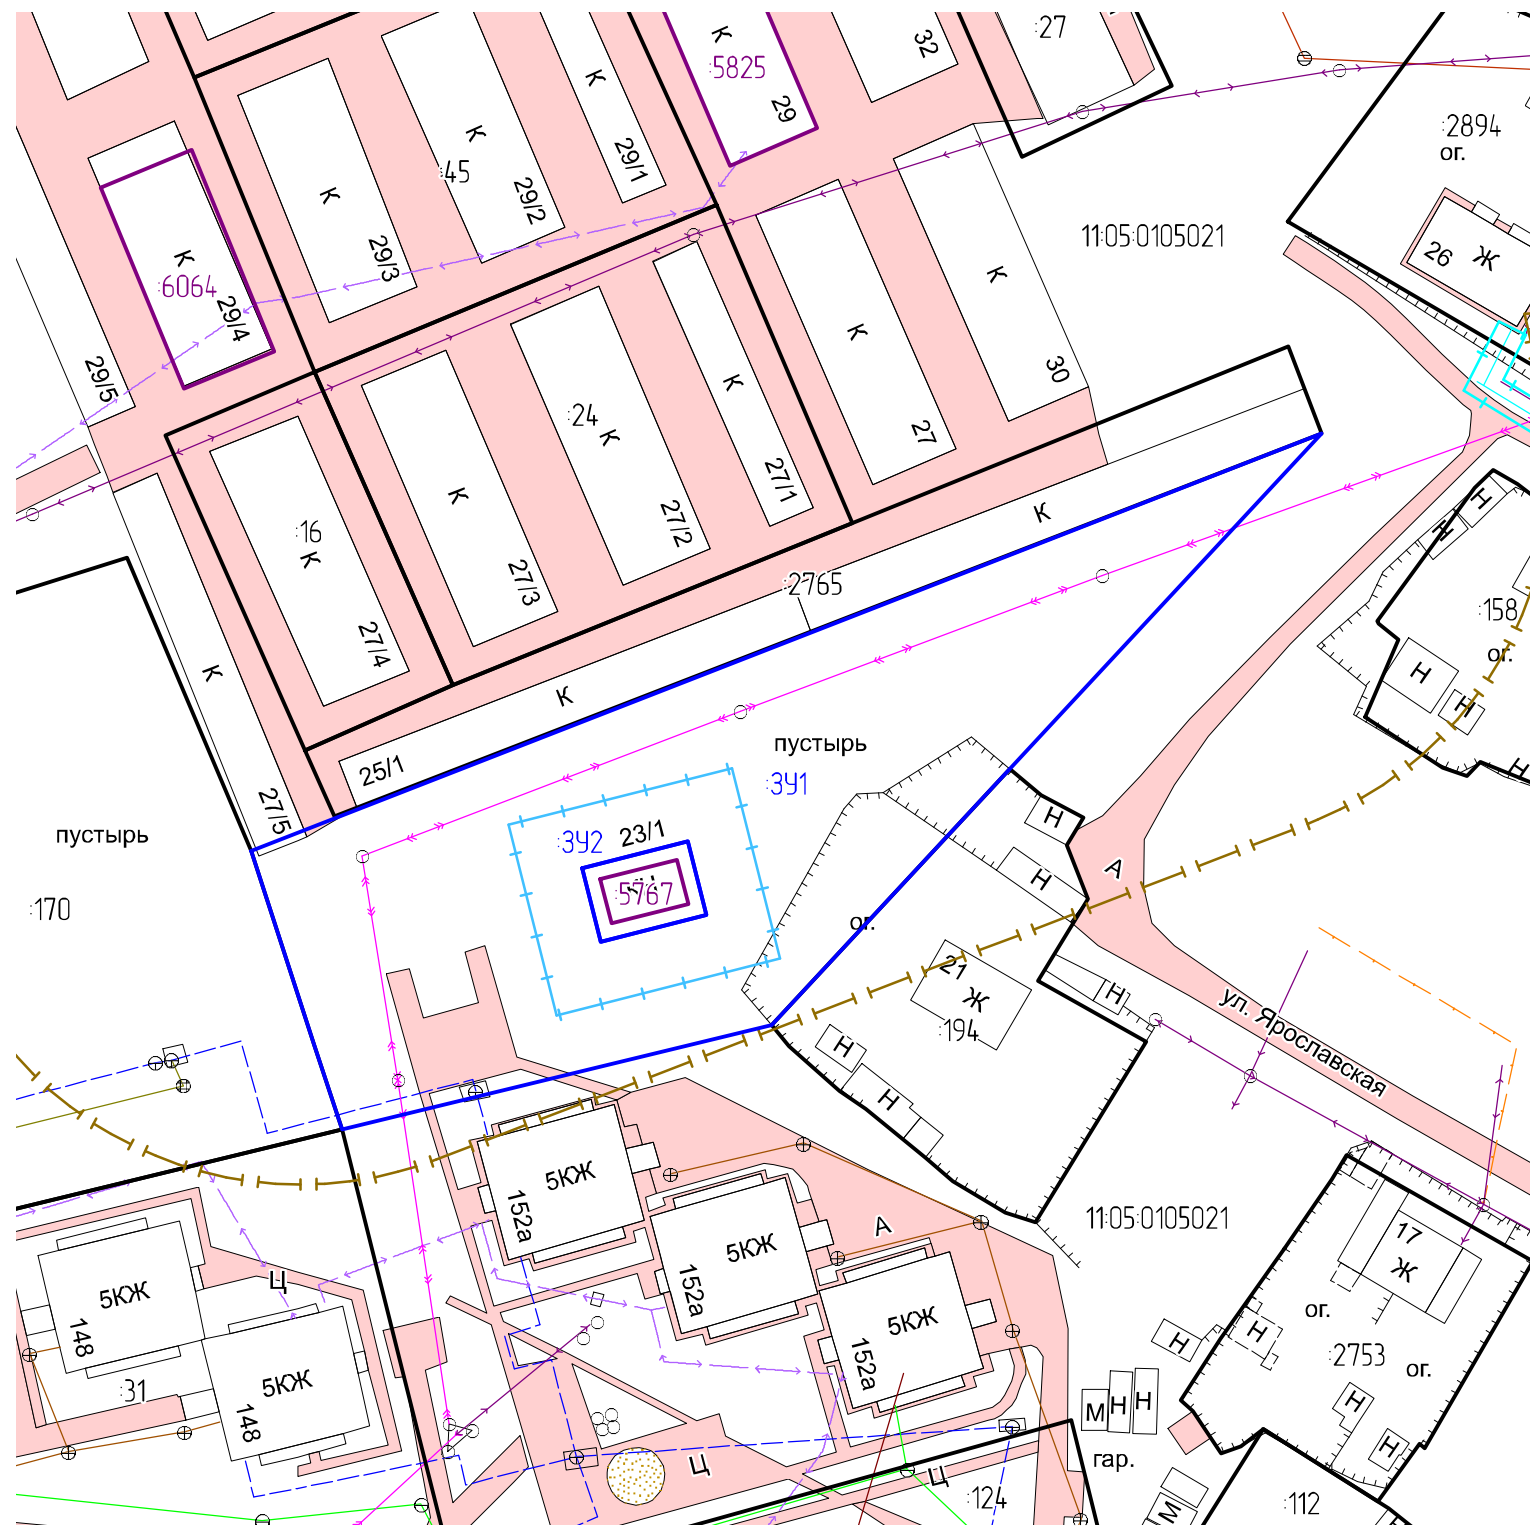 К
:5825
29
32
:27
:2894
ог.
К
К
К
:45
29/1
29/2
29/3
К
:6064
29/4
29/5
11:05:0105021
26
Ж
К
30
К
27
К
:24
К
27/1
27/2
К
27/3
:16
К
27/4
К
:2765
К
К
25/1
27/5
К
Н
Н
:158
ог.
Н
Н
Н
пустырь
:ЗУ1
пустырь
:170
:ЗУ2
23/1
:5767
Н
Н
А
ог.
21
Ж
:194
Н
Н
Н
ул. Ярославская
5КЖ
152а
5КЖ
152а
А
5КЖ
152а
11:05:0105021
17
Ж
ог.
Н
:2753
ог.
Н
Н
Н
5КЖ
148
Ц
5КЖ
148
:31
М
Н
Н
гар.
Ц
Ц
:124
М
:112